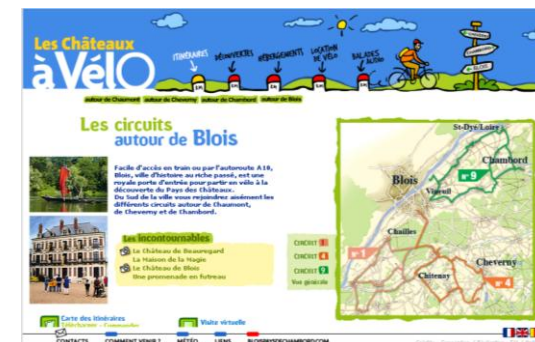 Les Châteaux
à Vélo
ITINÉRAIRES
DÉCOUVERTES
HÉBERGEMENTS
LOCATION
DE VÉLO
BALADES
AUDIO
CHAMBORD
BLOIS
autour de Chaumont autour de Cheverny autour de Chambord autour de Blois
Les circuits
autour de Blois
Facile d'accès en train ou par l'autoroute A10,
Blois, ville d'histoire au riche passé, est une
royale porte d'entrée pour partir en vélo à la
découverte du Pays des Châteaux.
Du Sud de la ville vous rejoindrez aisément les
différents circuits autour de Chaumont,
de Cheverny et de Chambord.
Les incontournables
Le Château de Beauregard
La Maison de la Magie
Le Château de Blois
Une promenade en futreau
CIRCUIT 1
CIRCUIT 4
CIRCUIT 9
Vue générale
St-Dyé/Loire
Chambord
n° 9
Blois
Vineuil
Chailles
n° 1
Cheverny
Chitenay
n° 4
Carte des Itinéraires
Télécharger - Commander
Visite virtuelle
CONTACTS COMMENT VENIR ? MÉTÉO LIENS BLOISPAYSDECHAMBORD.COM